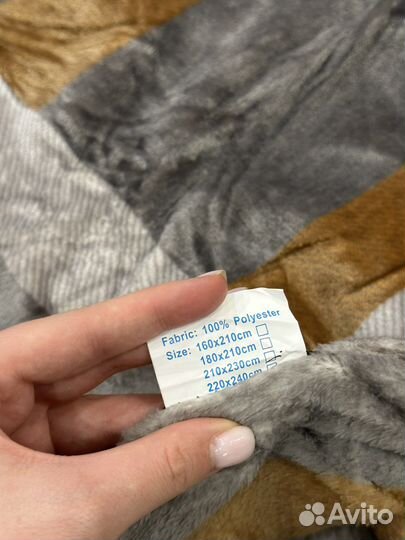 Fabric: 100% Polyester
Size: 160x210cm
180x210cm
210x230cm
220x240cm
Avito